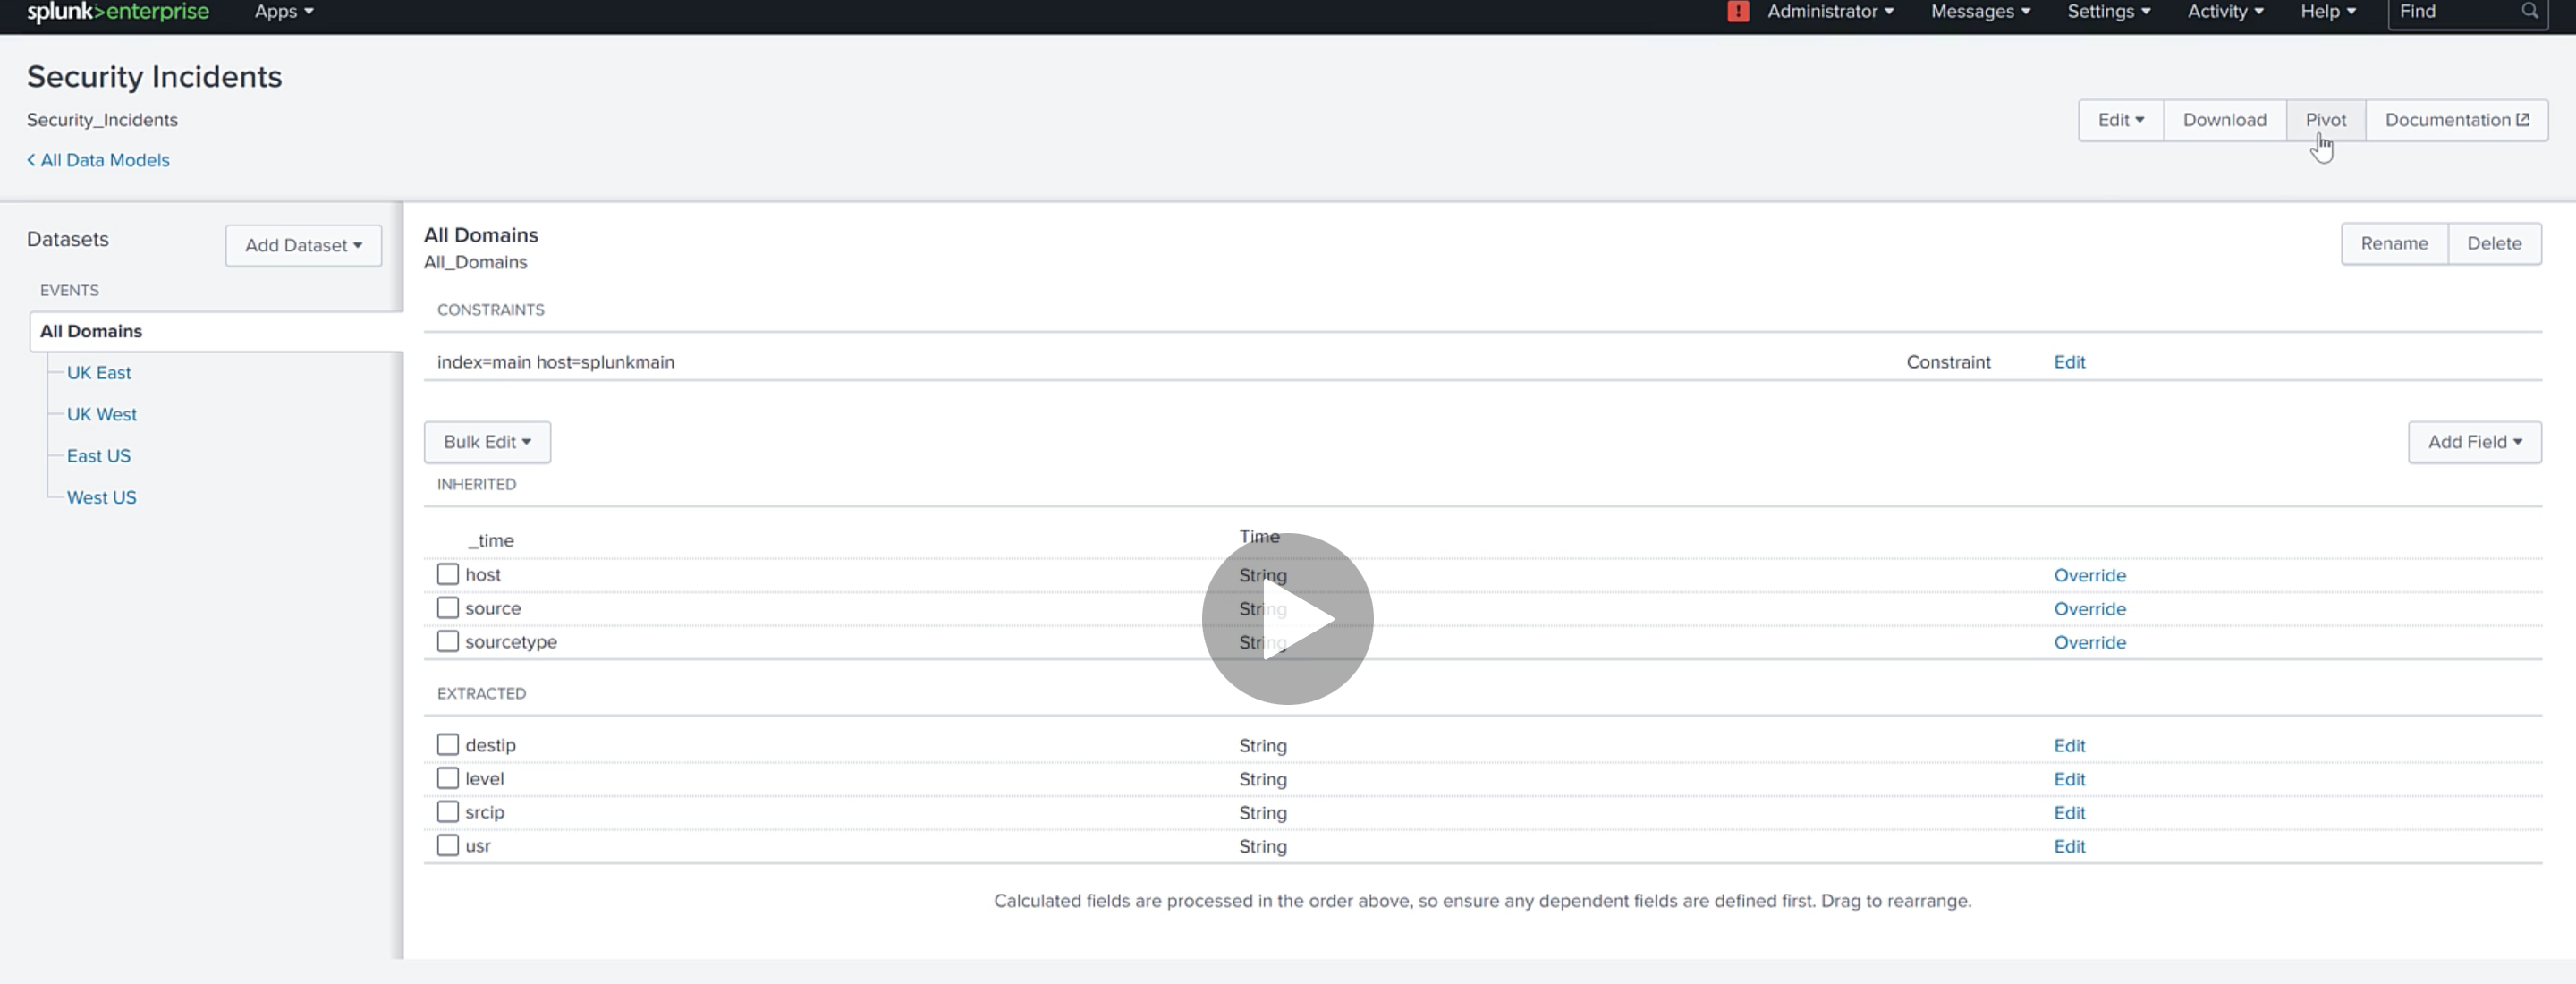 splunk>enterprise Apps Administrator Messages Settings Activity Help Find
Security Incidents
Security_Incidents
Edit Download Pivot Documentation
< All Data Models
Datasets
Add Dataset
EVENTS
All Domains
UK East
UK West
East US
West US
All Domains
All_Domains
Rename Delete
CONSTRAINTS
index=main host=splunkmain Constraint Edit
Bulk Edit Add Field
INHERITED
_time Time
host String Override
source String Override
sourcetype String Override
EXTRACTED
destip String Edit
level String Edit
srcip String Edit
usr String Edit
Calculated fields are processed in the order above, so ensure any dependent fields are defined first. Drag to rearrange.